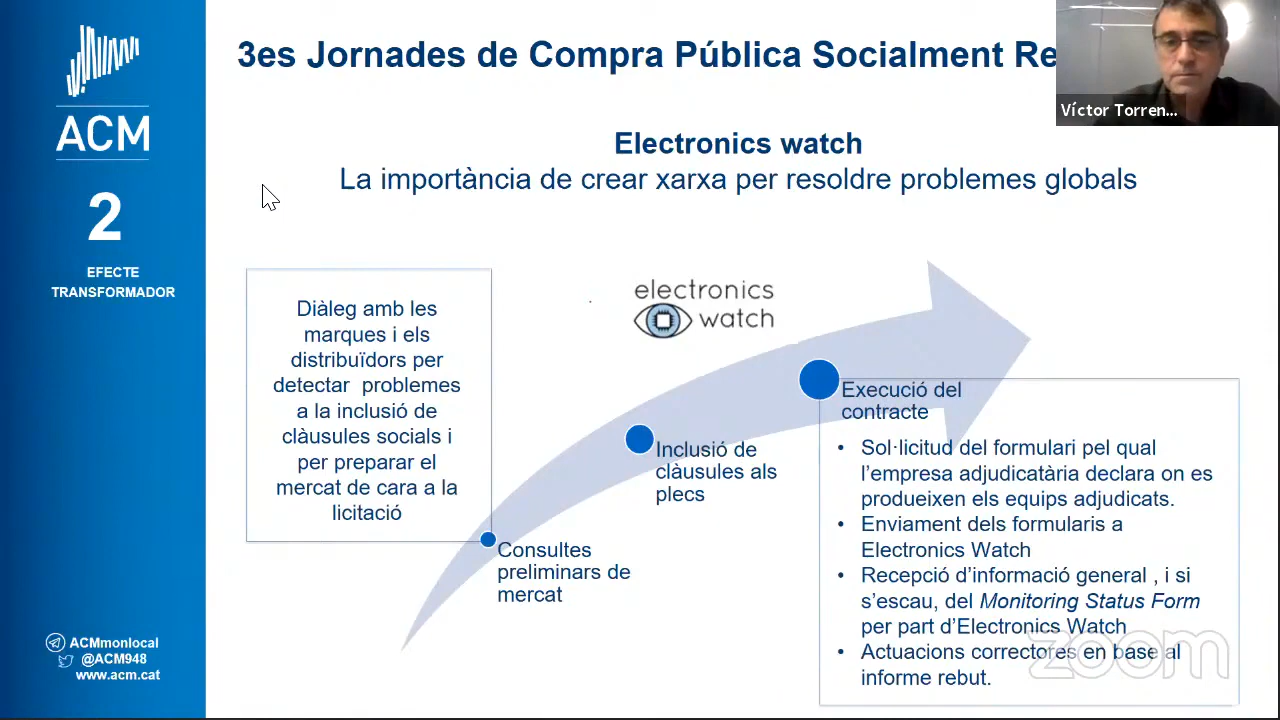 3es Jornades de Compra Pública Socialment Re
Víctor Torren...
ACM
2
EFECTE
TRANSFORMADOR
Electronics watch
La importància de crear xarxa per resoldre problemes globals
electronics
watch
Diàleg amb les
marques i els
distribuïdors per
detectar problemes
a la inclusió de
clàusules socials i
per preparar el
mercat de cara a la
licitació
Consultes
preliminars de
mercat
Inclusió de
clàusules als
plecs
Execució del
contracte
• Sol·licitud del formulari pel qual
l’empresa adjudicatària declara on es
produeixen els equips adjudicats.
• Enviament dels formularis a
Electronics Watch
• Recepció d’informació general , i si
s’escau, del Monitoring Status Form
per part d’Electronics Watch
• Actuacions correctores en base al
informe rebut.
zoom
ACMmonlocal
@ACM948
www.acm.cat